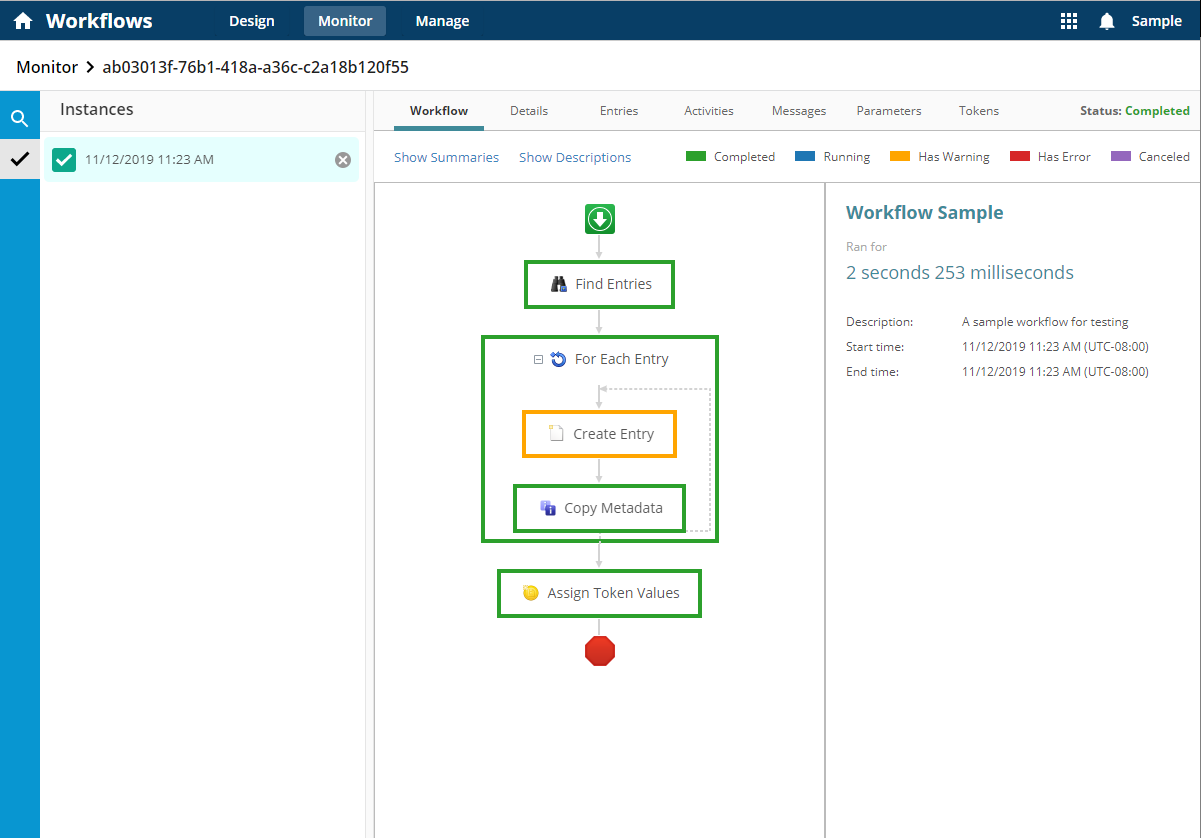 Workflows Design Monitor Manage Sample
Monitor > ab03013f-76b1-418a-a36c-c2a18b120f55
Instances
11/12/2019 11:23 AM
Workflow Details Entries Activities Messages Parameters Tokens Status: Completed
Show Summaries Show Descriptions Completed Running Has Warning Has Error Canceled
Find Entries
For Each Entry
Create Entry
Copy Metadata
Assign Token Values
Workflow Sample
Ran for
2 seconds 253 milliseconds
Description: A sample workflow for testing
Start time: 11/12/2019 11:23 AM (UTC-08:00)
End time: 11/12/2019 11:23 AM (UTC-08:00)